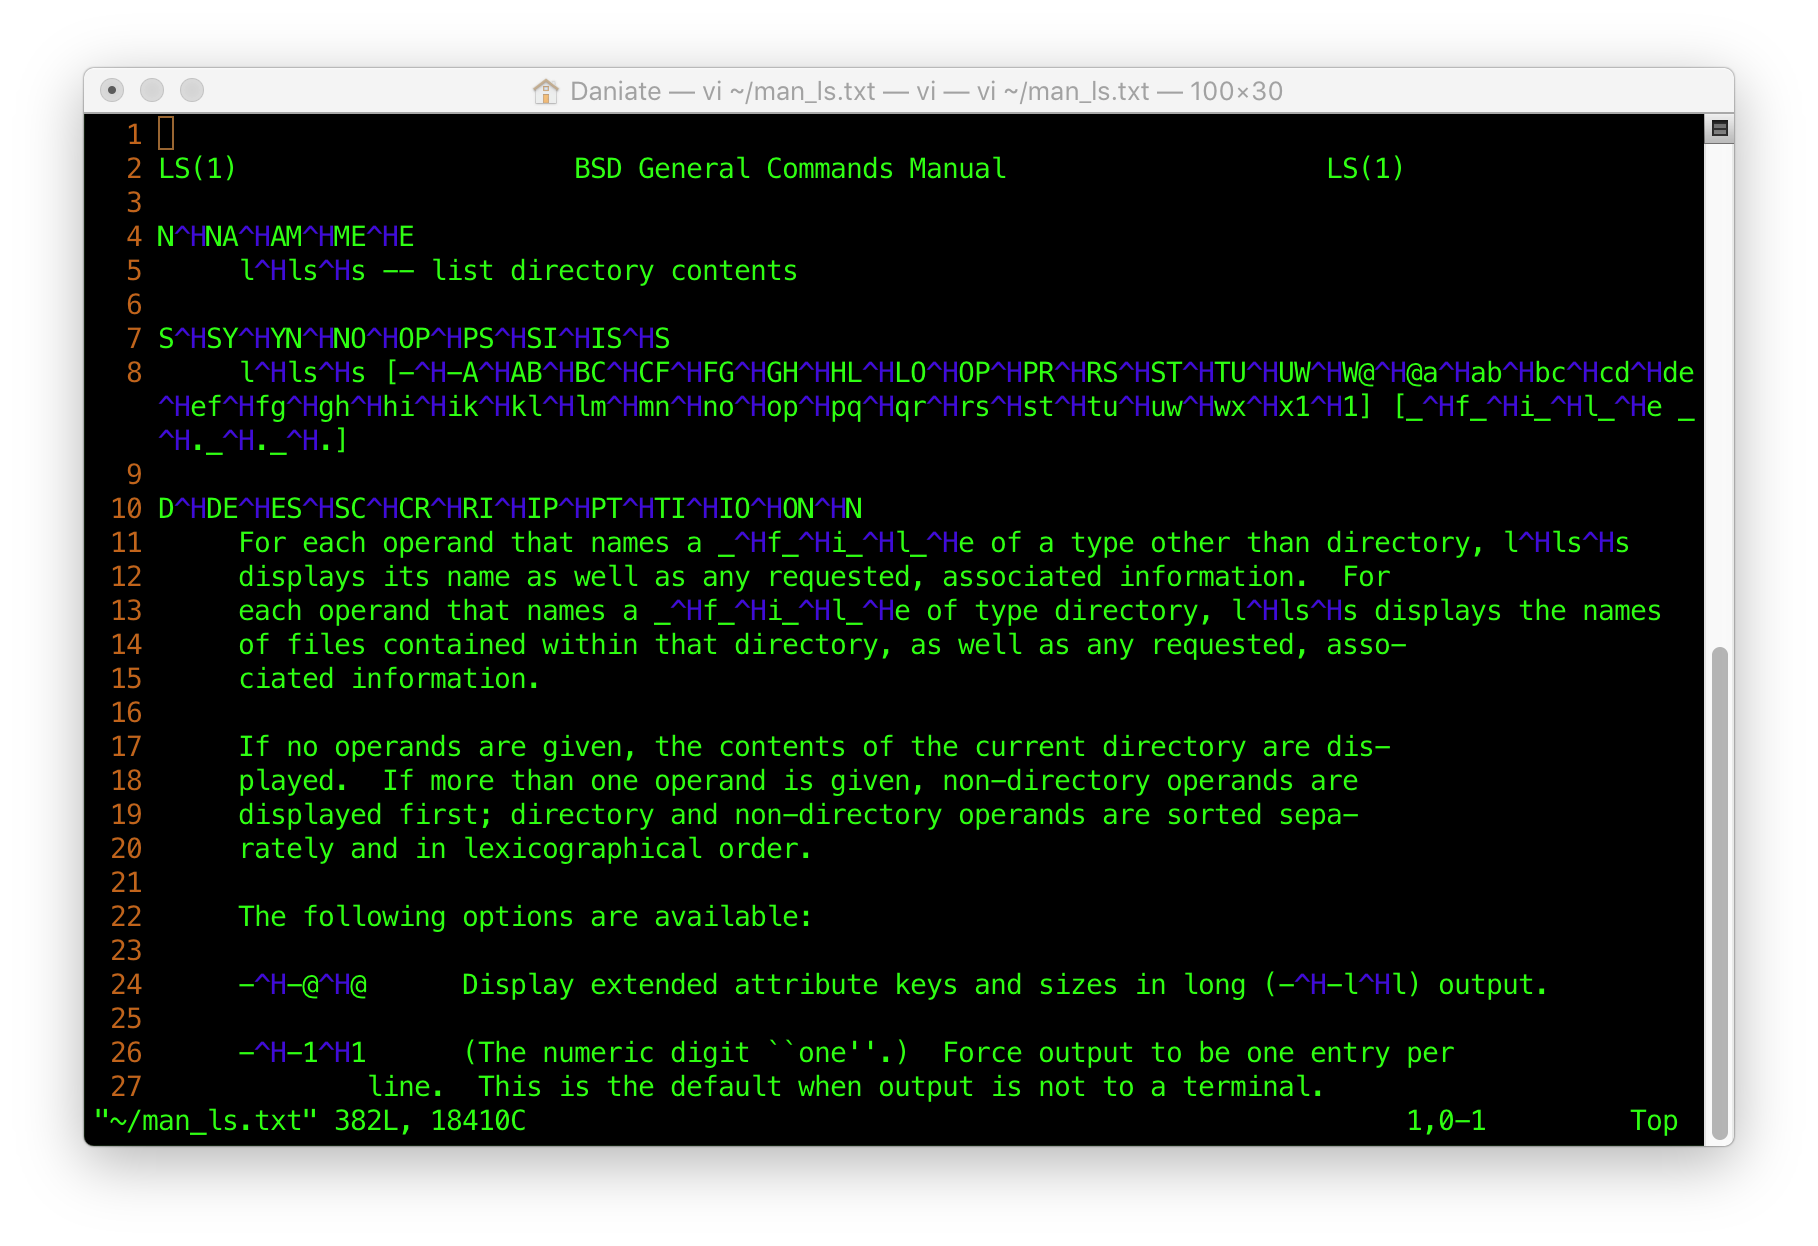 Daniate — vi ~/man_ls.txt — vi — vi ~/man_ls.txt — 100×30
1
2 LS(1)                     BSD General Commands Manual                    LS(1)
3
4 N^HNA^HAM^HME^HE
5      l^Hls^Hs -- list directory contents
6
7 S^HSY^HYN^HNO^HOP^HPS^HSI^HIS^HS
8      l^Hls^Hs [-^H-A^HAB^HBC^HCF^HFG^HGH^HHL^HLO^HOP^HPR^HRS^HST^HTU^HUW^HW@^H@a^Hab^Hbc^Hcd^Hde
^Hef^Hfg^Hgh^Hhi^Hik^Hkl^Hlm^Hmn^Hno^Hop^Hpq^Hqr^Hrs^Hst^Htu^Huw^Hwx^Hx1^H1] [_^Hf_^Hi_^Hl_^He _
^H._^H._^H.]
9
10 D^HDE^HES^HSC^HCR^HRI^HIP^HPT^HTI^HIO^HON^HN
11      For each operand that names a _^Hf_^Hi_^Hl_^He of a type other than directory, l^Hls^Hs
12      displays its name as well as any requested, associated information.  For
13      each operand that names a _^Hf_^Hi_^Hl_^He of type directory, l^Hls^Hs displays the names
14      of files contained within that directory, as well as any requested, asso-
15      ciated information.
16
17      If no operands are given, the contents of the current directory are dis-
18      played.  If more than one operand is given, non-directory operands are
19      displayed first; directory and non-directory operands are sorted sepa-
20      rately and in lexicographical order.
21
22      The following options are available:
23
24      -^H-@^H@      Display extended attribute keys and sizes in long (-^H-l^Hl) output.
25
26      -^H-1^H1      (The numeric digit ``one''.)  Force output to be one entry per
27              line.  This is the default when output is not to a terminal.
"~/man_ls.txt" 382L, 18410C                                                       1,0-1         Top